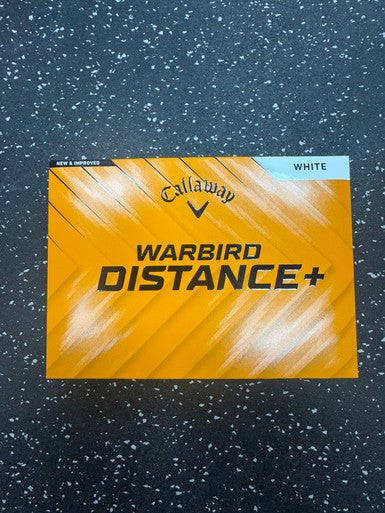 NEW & IMPROVED
WHITE
Callaway
WARBIRD
DISTANCE+